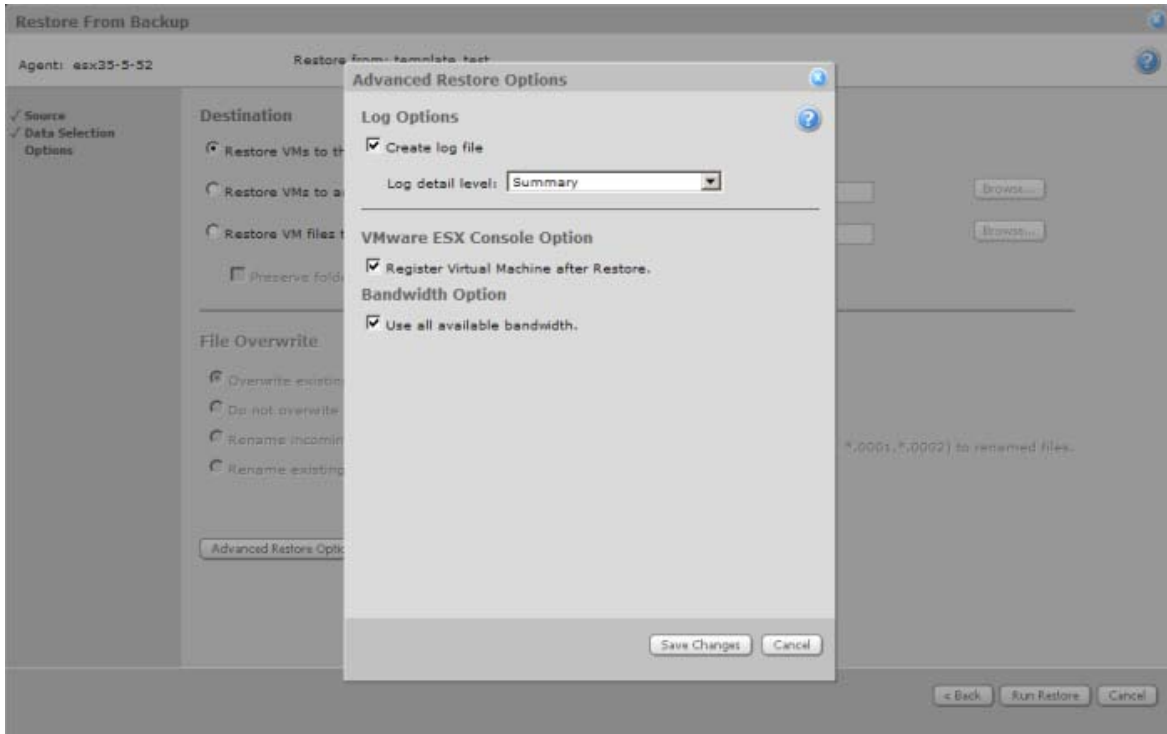 Restore From Backup
Agent: esx35-5-52
Restore from: template_test
Source
Data Selection
Options
Destination
Restore VMs to th
Restore VMs to a
Browse...
Restore VM files t
Browse...
Preserve folde
File Overwrite
Overwrite existin
Do not overwrite
Rename incomin
*.0001,*.0002) to renamed files.
Rename existing
Advanced Restore Optio
Advanced Restore Options
Log Options
Create log file
Log detail level: Summary
VMware ESX Console Option
Register Virtual Machine after Restore.
Bandwidth Option
Use all available bandwidth.
Save Changes
Cancel
< Back
Run Restore
Cancel